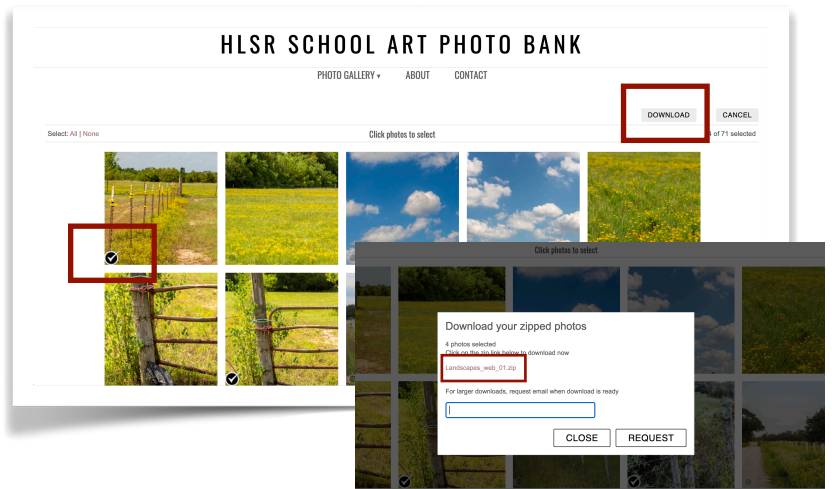 HLSR SCHOOL ART PHOTO BANK
PHOTO GALLERY ▾ ABOUT CONTACT
DOWNLOAD CANCEL
Select: All | None Click photos to select of 71 selected
Click photos to select
Download your zipped photos
4 photos selected
Click on the zip link below to download now
Landscapes_web_01.zip
For larger downloads, request email when download is ready
CLOSE REQUEST